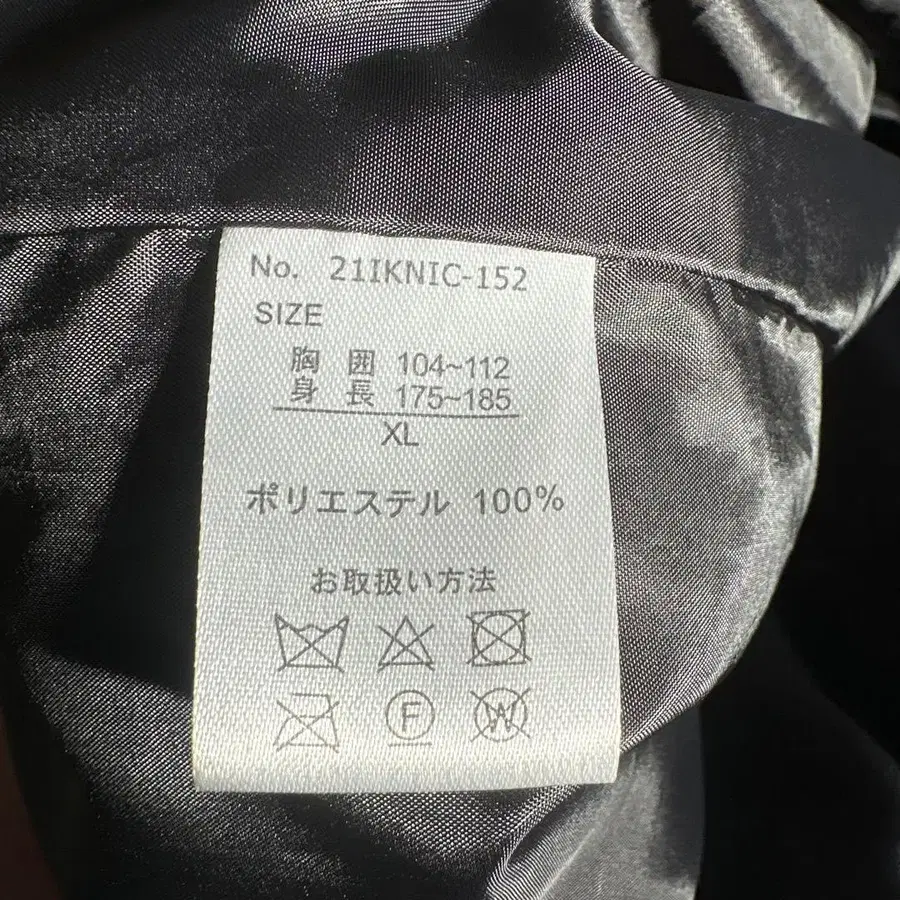 No. 21IKNIC-152
SIZE
胸 囲 104~112
身 長 175~185
XL
ポリエステル 100%
お取扱い方法
F W